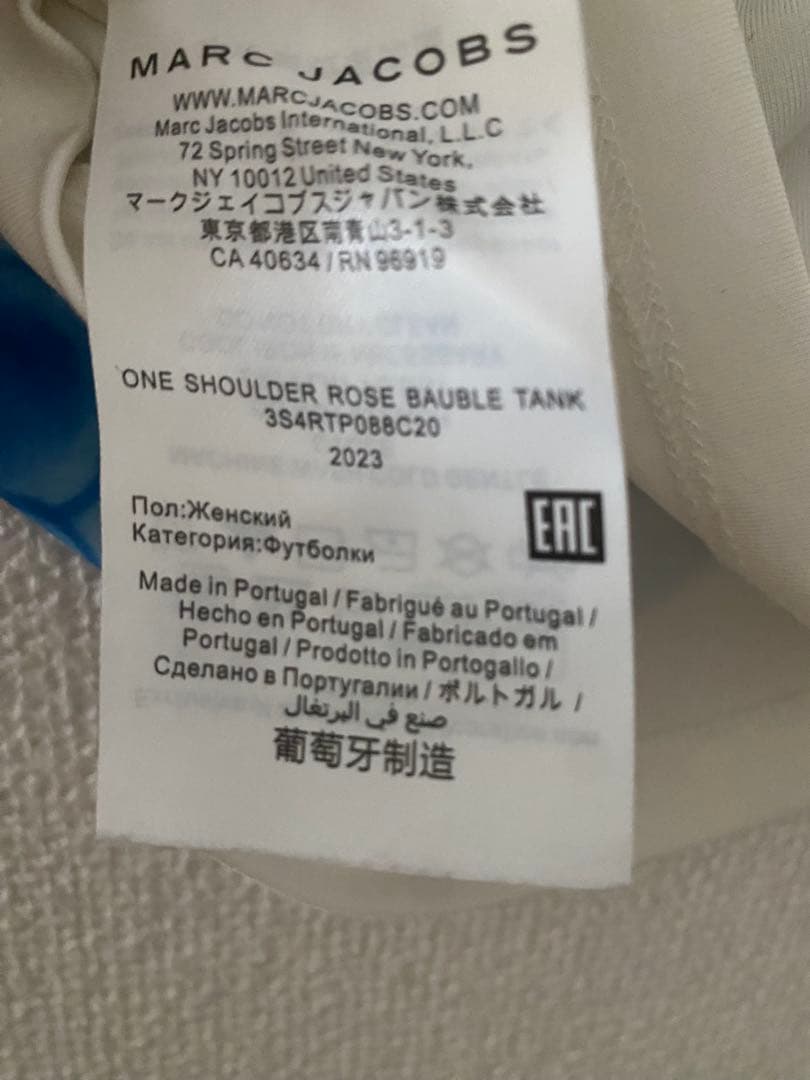 MARC JACOBS
WWW.MARCJACOBS.COM
Marc Jacobs International, L.L.C
72 Spring Street New York,
NY 10012 United States
マークジェイコブスジャパン株式会社
東京都港区南青山3-1-3
CA 40634 / RN 96919
ONE SHOULDER ROSE BAUBLE TANK
3S4RTP088C20
2023
Пол:Женский
Категория:Футболки
EAC
Made in Portugal / Fabriqué au Portugal /
Hecho en Portugal / Fabricado em
Portugal / Prodotto in Portogallo /
Сделано в Португалии / ポルトガル /
صنع في البرتغال
葡萄牙制造